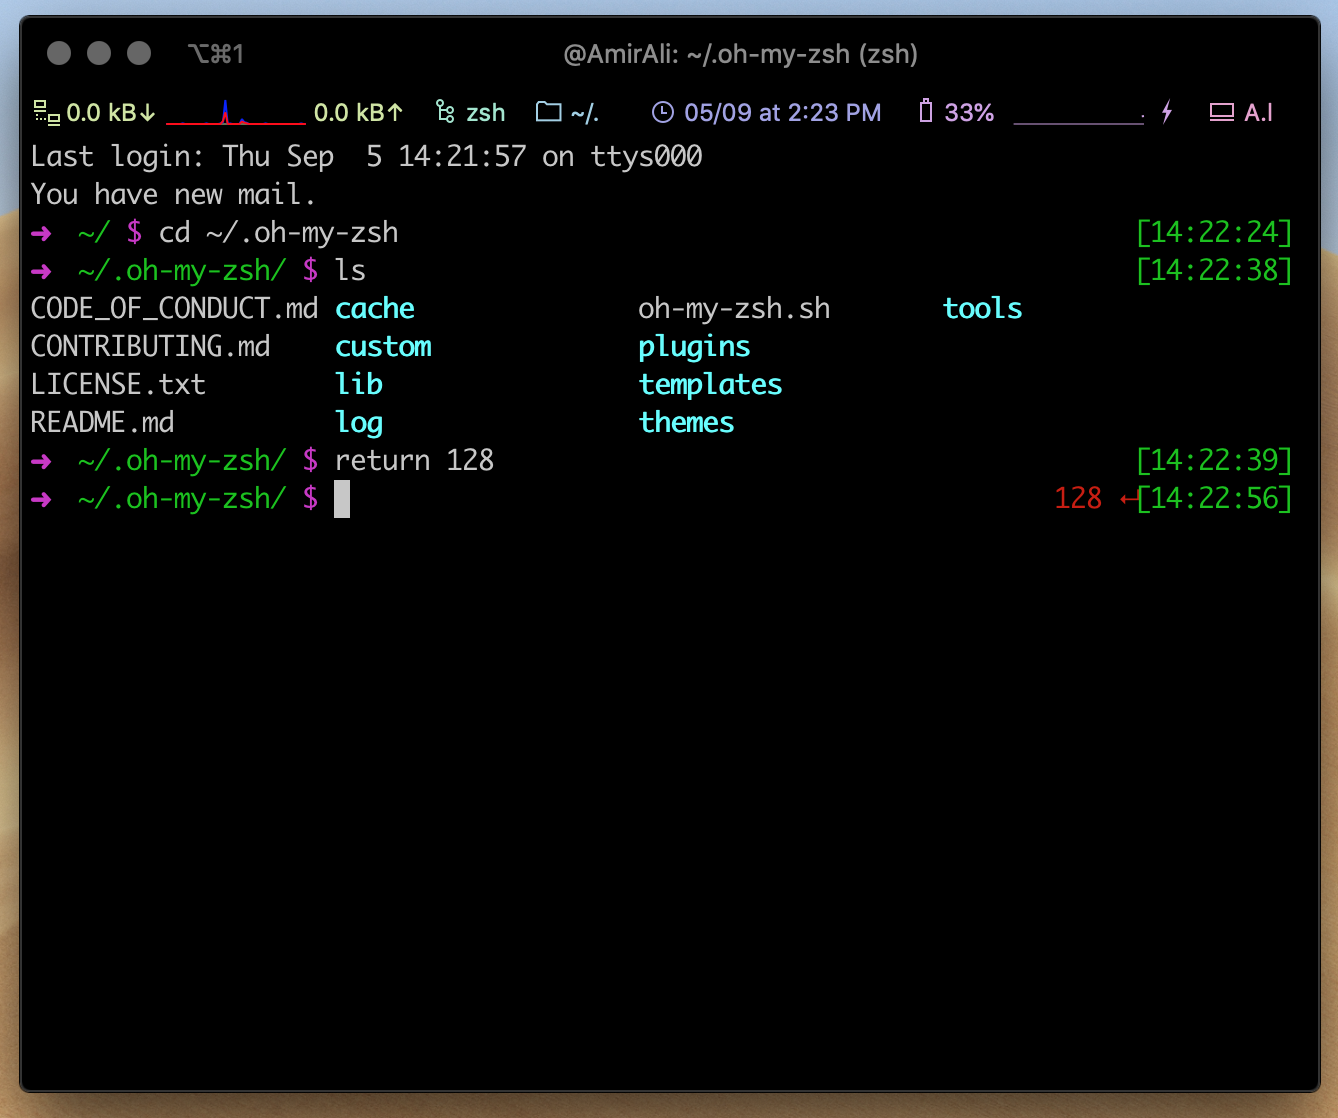 ⌥⌘1 @AmirAli: ~/.oh-my-zsh (zsh)
0.0 kB↓ 0.0 kB↑ zsh ~/. 05/09 at 2:23 PM 33% A.I
Last login: Thu Sep  5 14:21:57 on ttys000
You have new mail.
➜ ~/ $ cd ~/.oh-my-zsh [14:22:24]
➜ ~/.oh-my-zsh/ $ ls [14:22:38]
CODE_OF_CONDUCT.md cache oh-my-zsh.sh tools
CONTRIBUTING.md custom plugins
LICENSE.txt lib templates
README.md log themes
➜ ~/.oh-my-zsh/ $ return 128 [14:22:39]
➜ ~/.oh-my-zsh/ $ 128 ↵[14:22:56]